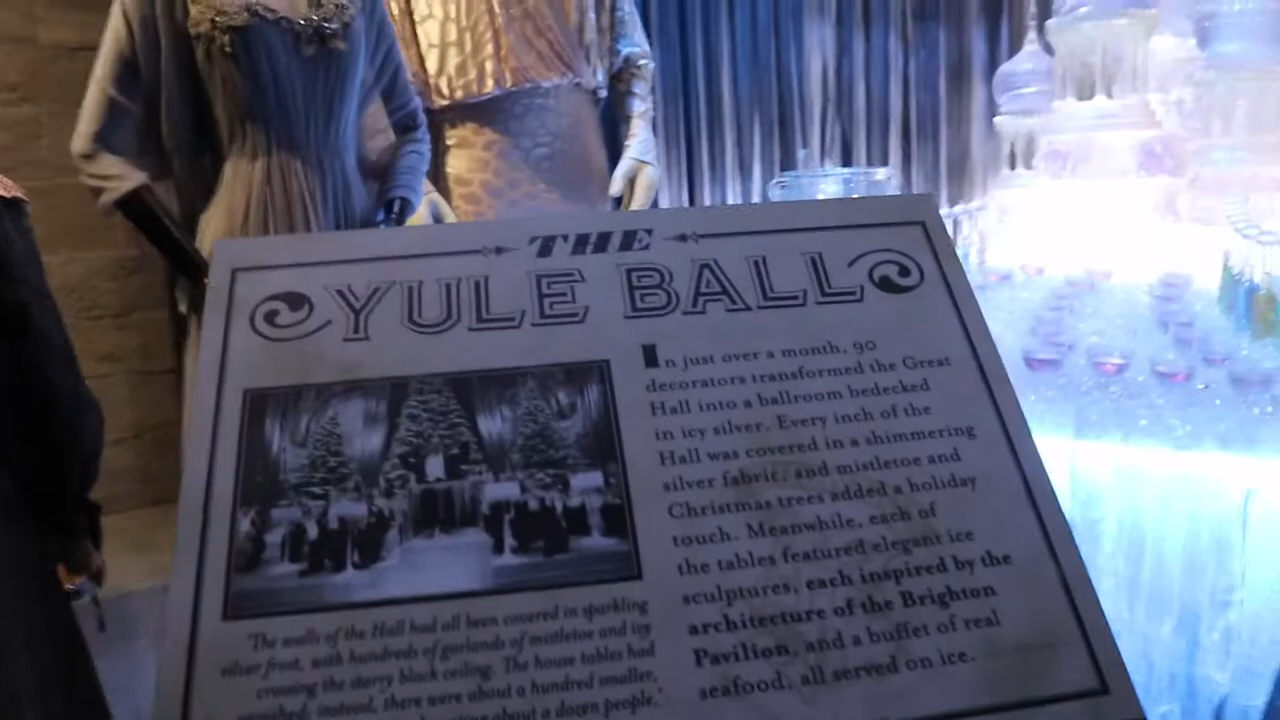 THE
YULE BALL
In just over a month, 90
decorators transformed the Great
Hall into a ballroom bedecked
in icy silver. Every inch of the
Hall was covered in a shimmering
silver fabric, and mistletoe and
Christmas trees added a holiday
touch. Meanwhile, each of
the tables featured elegant ice
sculptures, each inspired by the
architecture of the Brighton
Pavilion, and a buffet of real
seafood, all served on ice.
'The walls of the Hall had all been covered in sparkling
silver frost, with hundreds of garlands of mistletoe and ivy
crossing the starry black ceiling. The house tables had
vanished; instead, there were about a hundred smaller,
about a dozen people.'